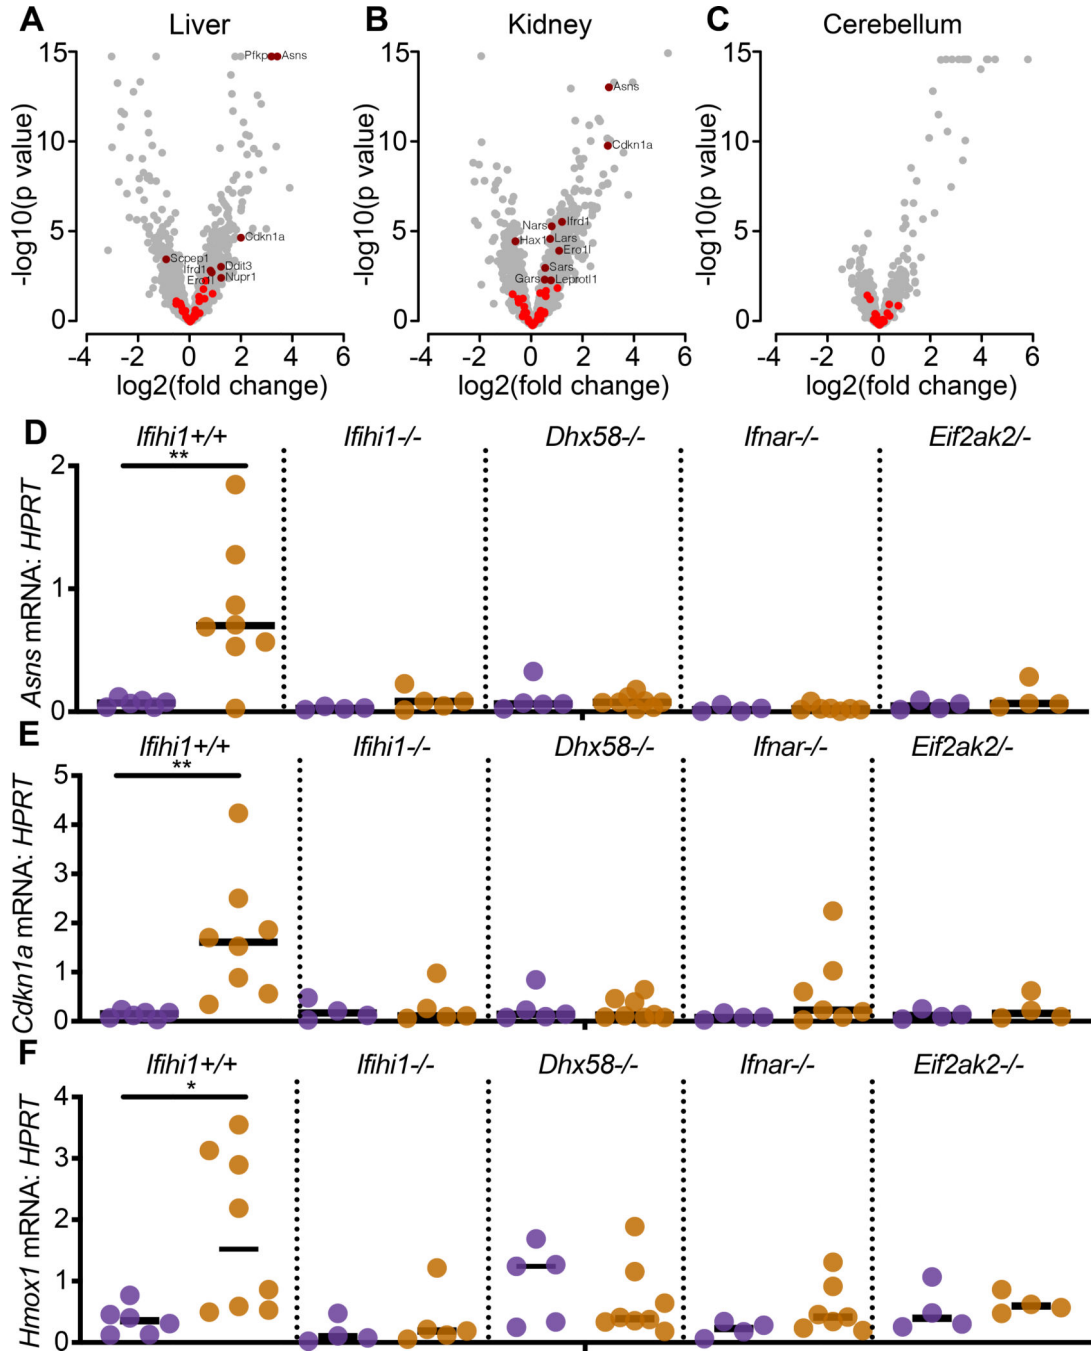 A Liver
B Kidney
C Cerebellum
-log10(p value)
15
10
5
0
Pfkp Asns
Cdkn1a
Scpep1
Ifrd1 Ddit3
Ero1l Nupr1
-4 -2 0 2 4 6
log2(fold change)
-log10(p value)
15
10
5
0
Asns
Cdkn1a
Nars Ifrd1
Hax1 Lars
Ero1l
Sars
Gars Leprotl1
-4 -2 0 2 4 6
log2(fold change)
-log10(p value)
15
10
5
0
-4 -2 0 2 4 6
log2(fold change)
D
Ifihi1+/+ Ifihi1-/- Dhx58-/- Ifnar-/- Eif2ak2/-
**
Asns mRNA: HPRT
2
1
0
E
Ifihi1+/+ Ifihi1-/- Dhx58-/- Ifnar-/- Eif2ak2/-
**
Cdkn1a mRNA: HPRT
5
4
3
2
1
0
F
Ifihi1+/+ Ifihi1-/- Dhx58-/- Ifnar-/- Eif2ak2-/-
*
Hmox1 mRNA: HPRT
4
3
2
1
0